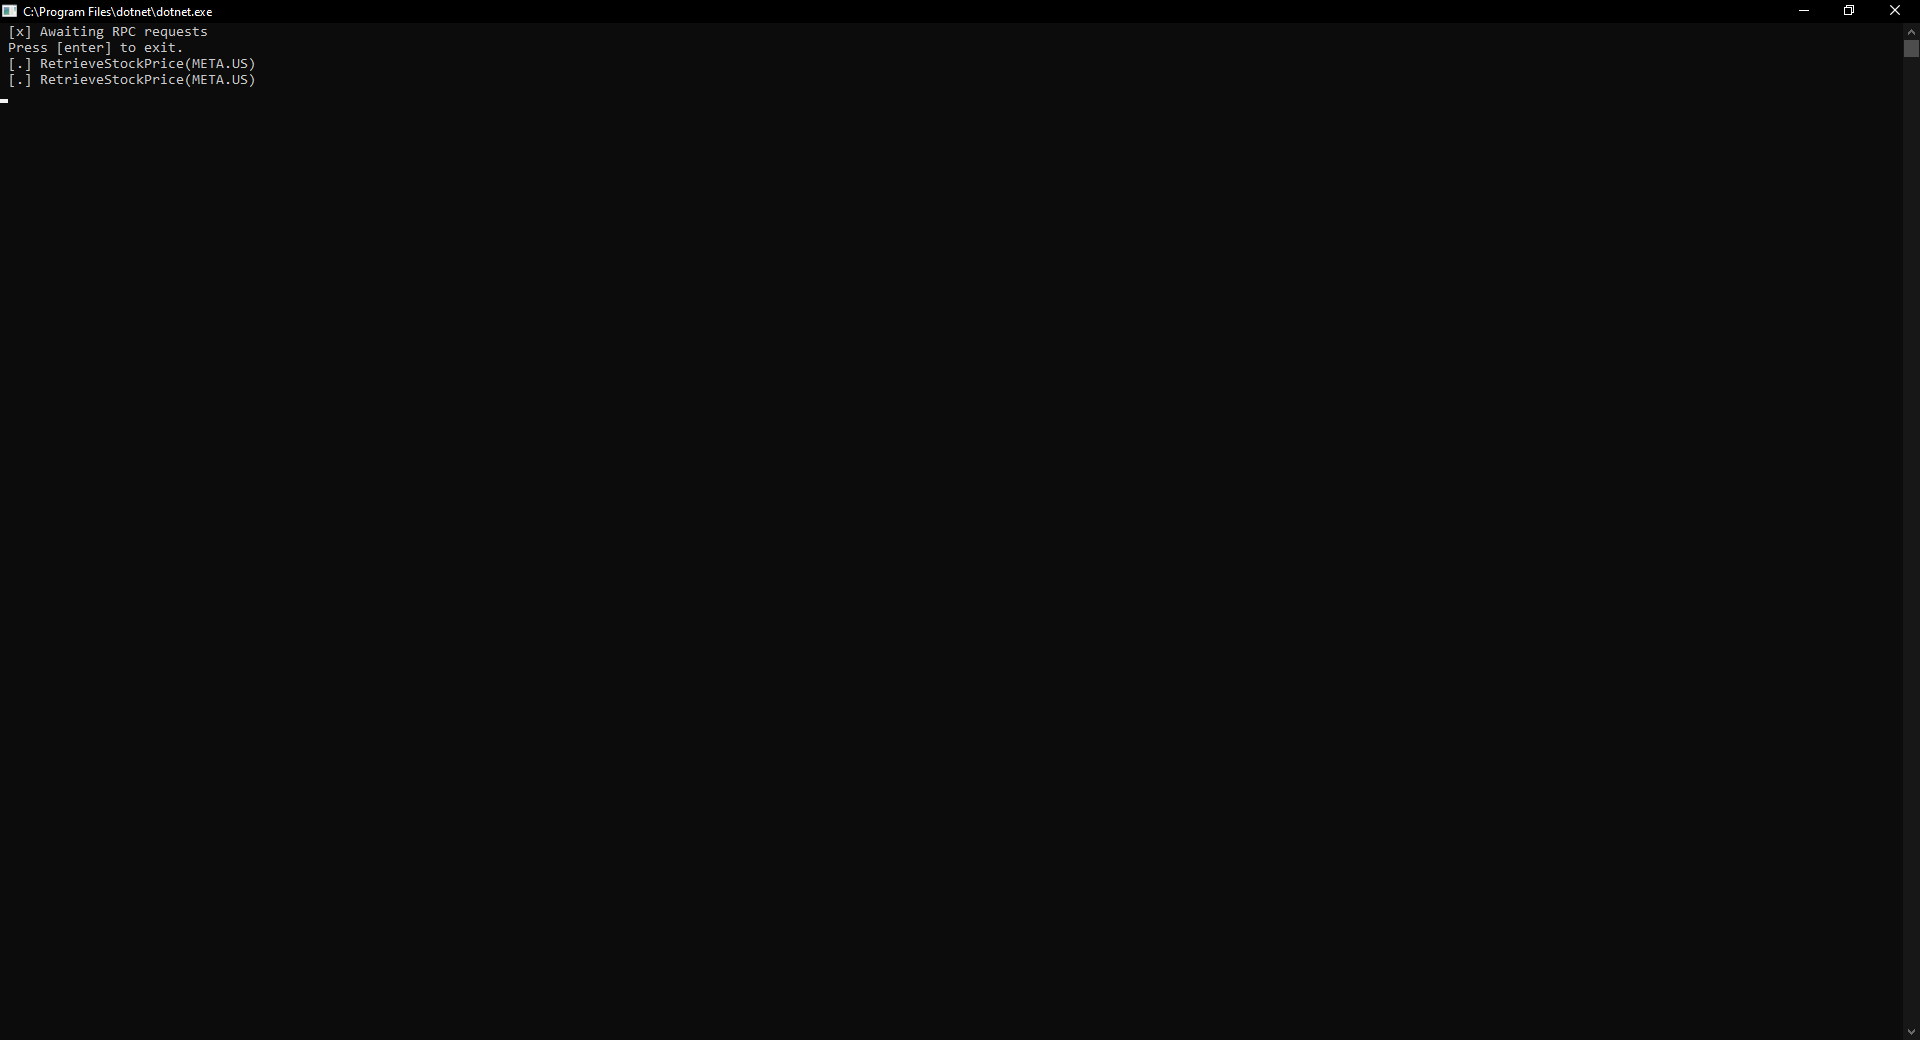 C:\Program Files\dotnet\dotnet.exe
[x] Awaiting RPC requests
Press [enter] to exit.
[.] RetrieveStockPrice(META.US)
[.] RetrieveStockPrice(META.US)